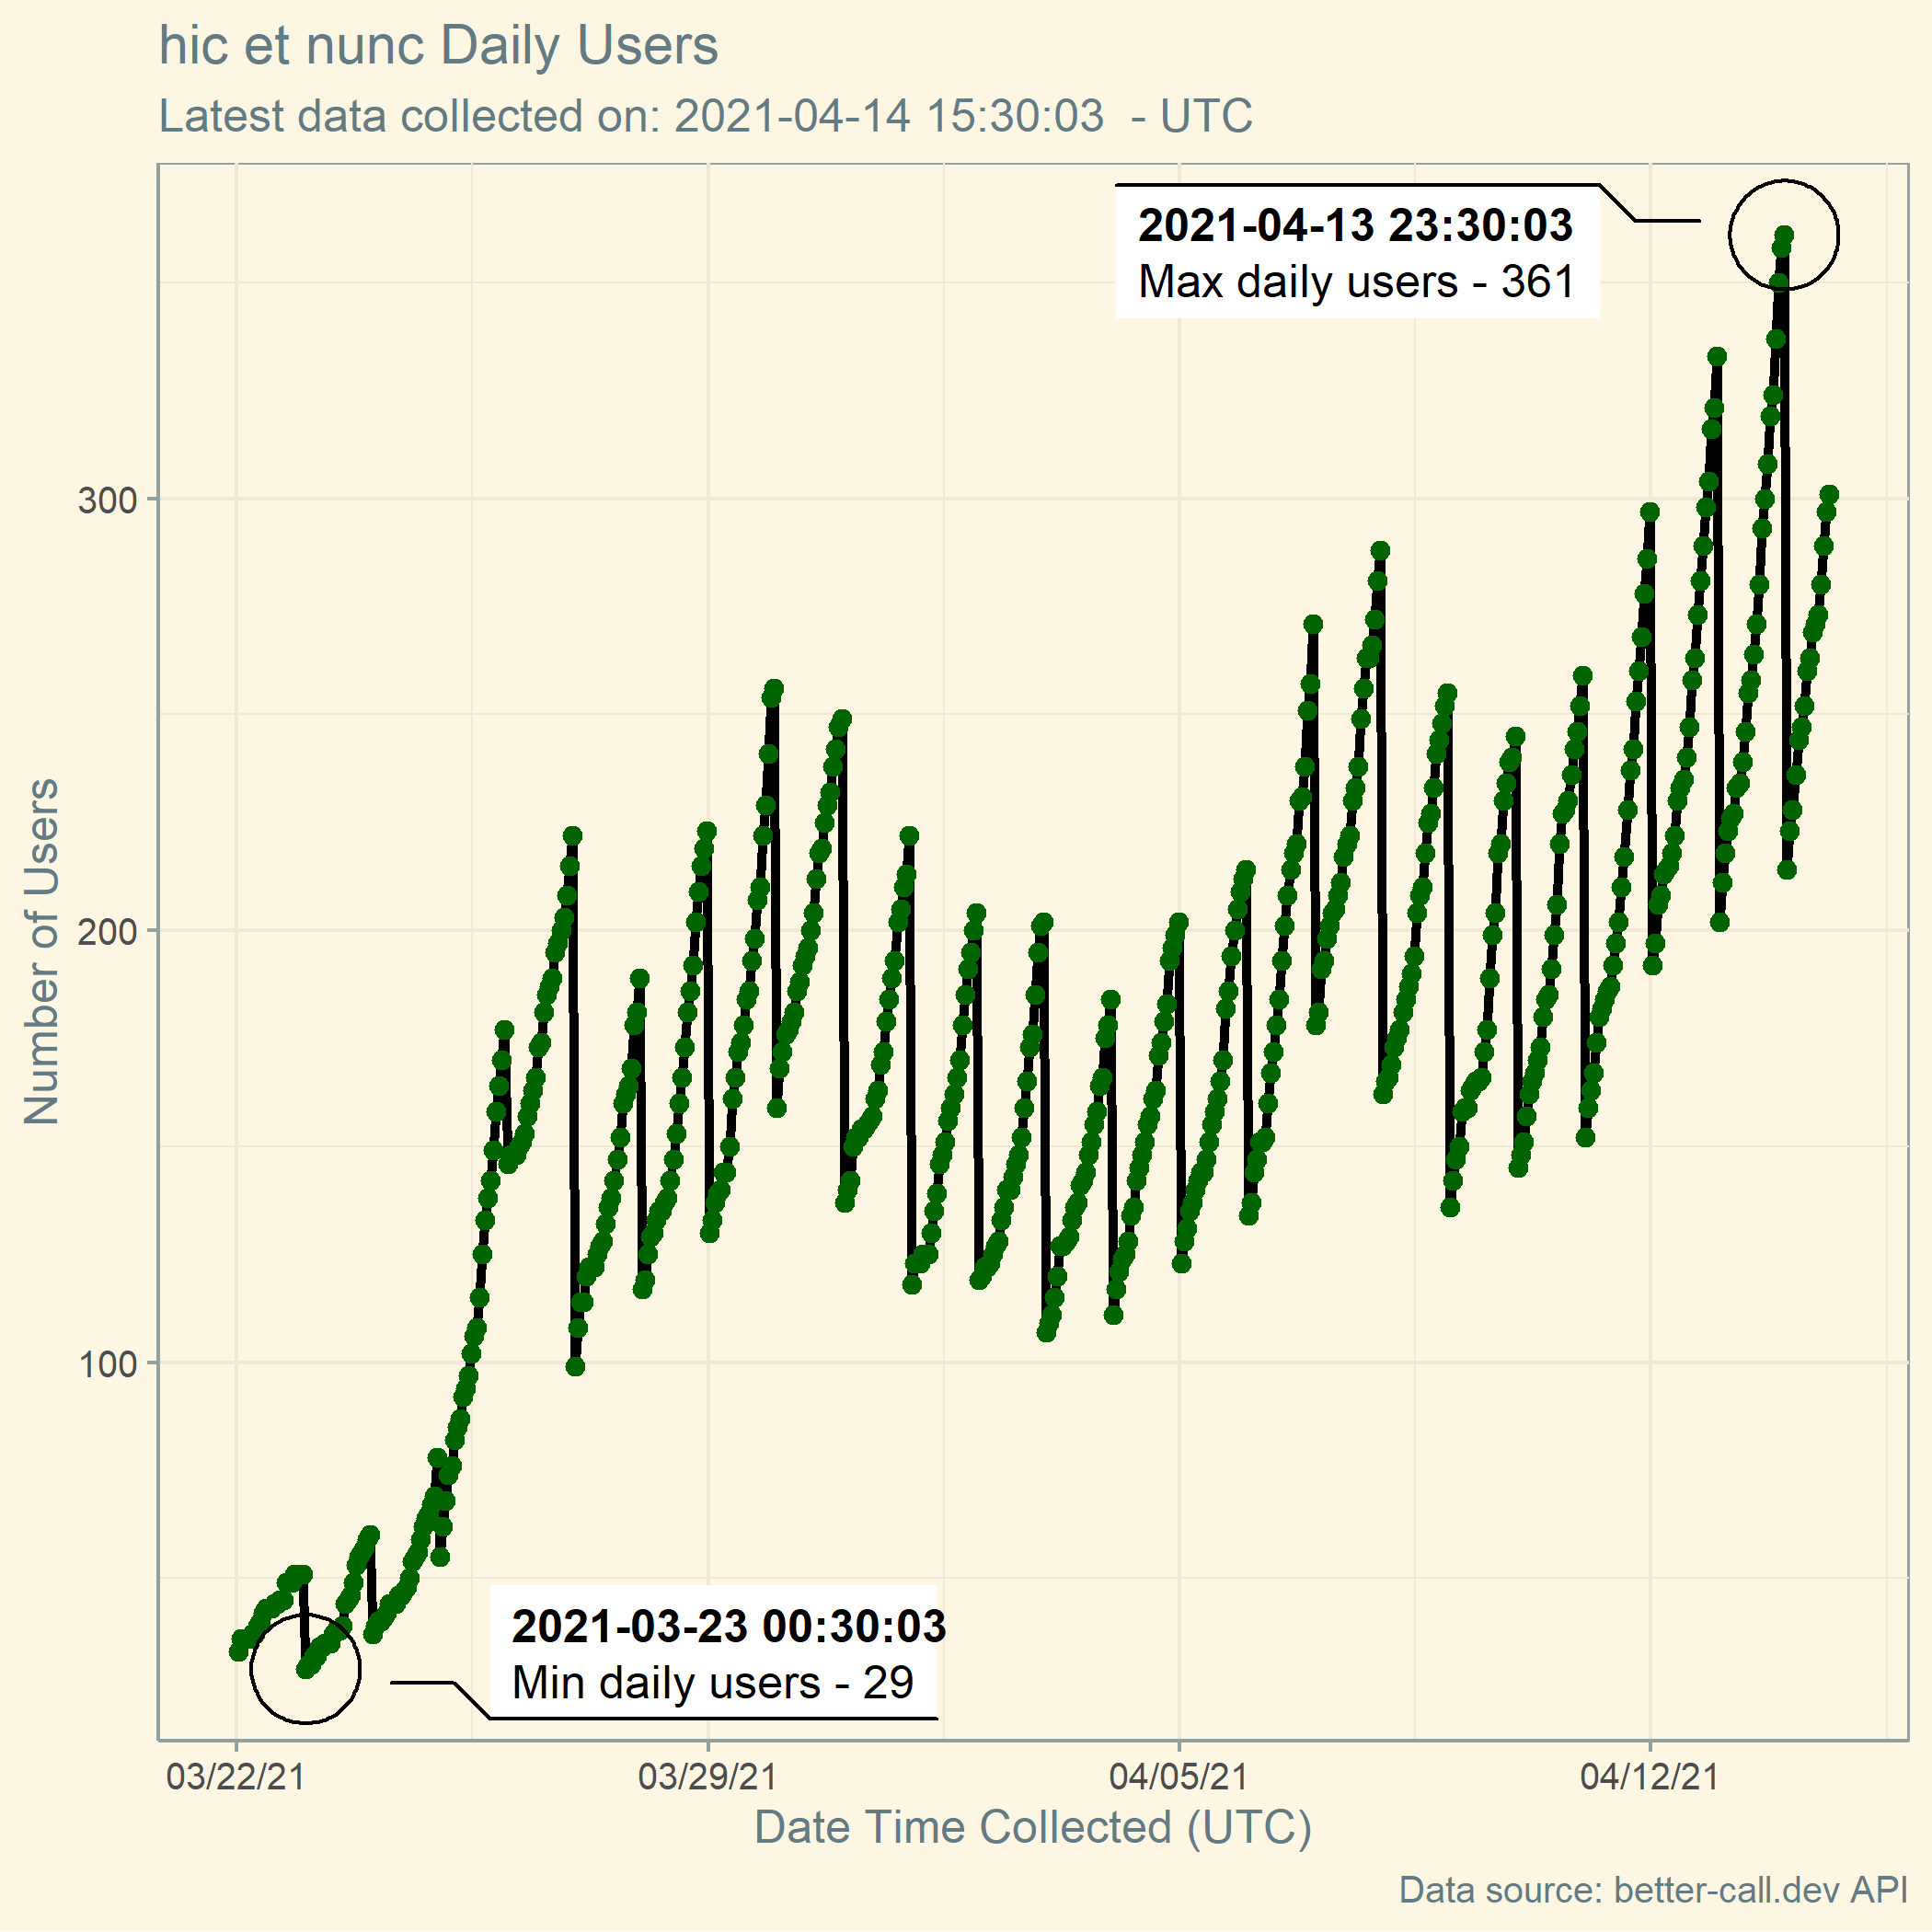 hic et nunc Daily Users
Latest data collected on: 2021-04-14 15:30:03  - UTC
2021-04-13 23:30:03
Max daily users - 361
300
200
100
Number of Users
2021-03-23 00:30:03
Min daily users - 29
03/22/21
03/29/21
04/05/21
04/12/21
Date Time Collected (UTC)
Data source: better-call.dev API